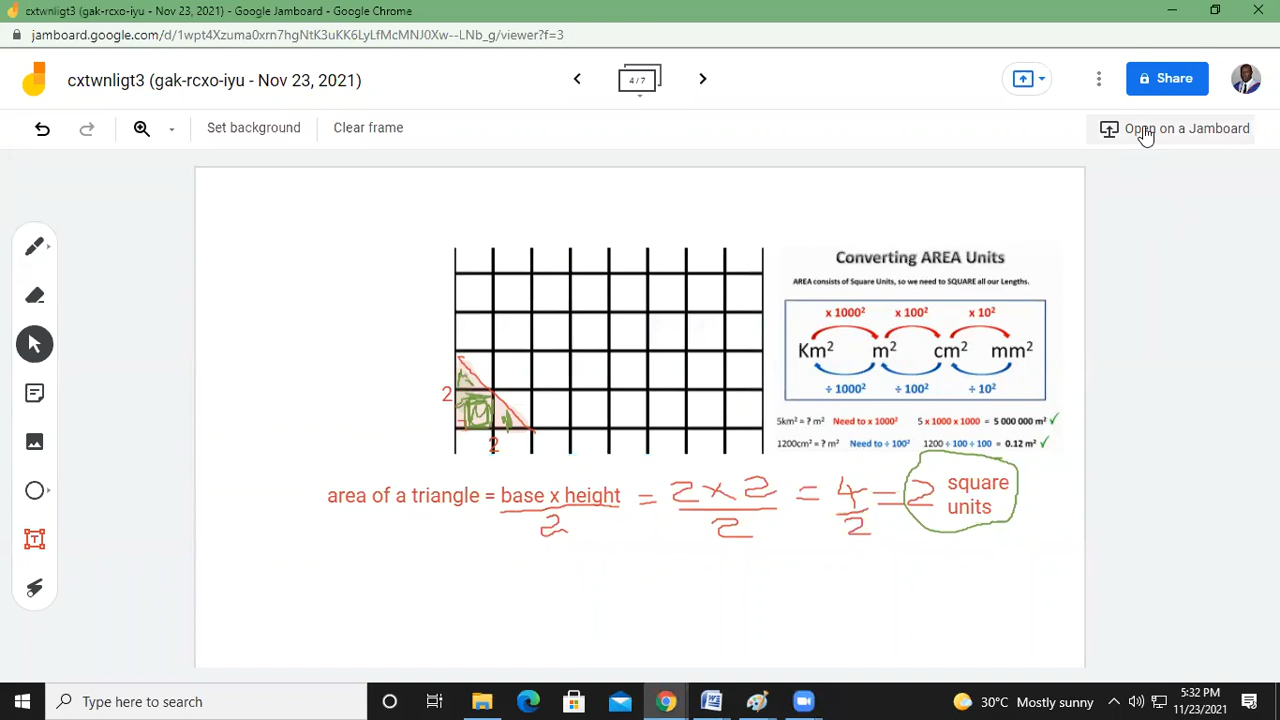 cxtwnligt3 (gak-rcxo-iyu - Nov 23, 2021) - Google Jamboard - Google Chrome
jamboard.google.com/d/1wpt4Xzuma0xrn7hgNtK3uKK6LyLfMcMNJ0Xw--LNb_g/viewer?f=3
cxtwnligt3 (gak-rcxo-iyu - Nov 23, 2021)
4 / 7
Share
Set background
Clear frame
Open on a Jamboard
Converting AREA Units
AREA consists of Square Units, so we need to SQUARE all our Lengths.
x 1000² x 100² x 10²
Km² m² cm² mm²
÷ 1000² ÷ 100² ÷ 10²
5km² = ? m² Need to x 1000² 5 x 1000 x 1000 = 5 000 000 m² ✓
1200cm² = ? m² Need to ÷ 100² 1200 ÷ 100 ÷ 100 = 0.12 m² ✓
2
2
area of a triangle = base x height = 2 x 2 = 4 = 2 square units
2 2 2
Type here to search
30°C Mostly sunny
5:32 PM
11/23/2021